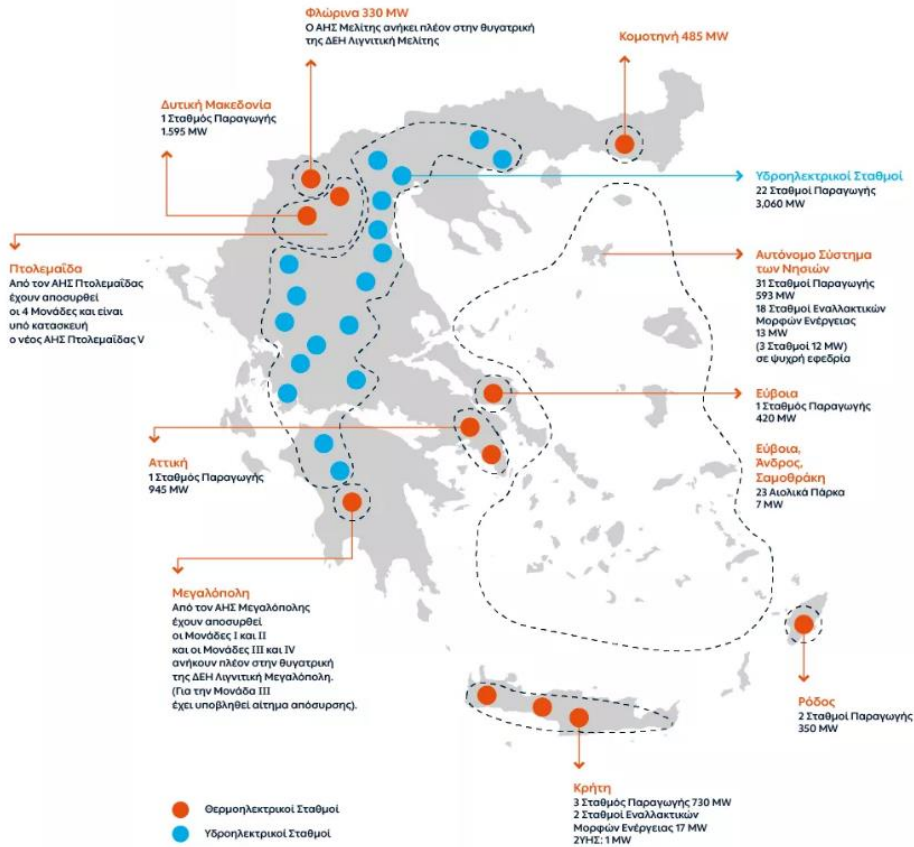 Φλώρινα 330 MW
Ο ΑΗΣ Μελίτης ανήκει πλέον στην θυγατρική
της ΔΕΗ Λιγνιτική Μελίτης
Κομοτηνή 485 MW
Δυτική Μακεδονία
1 Σταθμός Παραγωγής
1.595 MW
Υδροηλεκτρικοί Σταθμοί
22 Σταθμοί Παραγωγής
3,060 MW
Πτολεμαΐδα
Από τον ΑΗΣ Πτολεμαΐδας
έχουν αποσυρθεί
οι 4 Μονάδες και είναι
υπό κατασκευή
ο νέος ΑΗΣ Πτολεμαΐδας V
Αυτόνομο Σύστημα
των Νησιών
31 Σταθμοί Παραγωγής
593 MW
18 Σταθμοί Εναλλακτικών
Μορφών Ενέργειας
13 MW
(3 Σταθμοί 12 MW)
σε ψυχρή εφεδρία
Εύβοια
1 Σταθμός Παραγωγής
420 MW
Εύβοια,
Άνδρος,
Σαμοθράκη
23 Αιολικά Πάρκα
7 MW
Αττική
1 Σταθμός Παραγωγής
945 MW
Μεγαλόπολη
Από τον ΑΗΣ Μεγαλόπολης
έχουν αποσυρθεί
οι Μονάδες I και II
και οι Μονάδες III και IV
ανήκουν πλέον στην θυγατρική
της ΔΕΗ Λιγνιτική Μεγαλόπολη.
(Για την Μονάδα III
έχει υποβληθεί αίτημα απόσυρσης).
Ρόδος
2 Σταθμοί Παραγωγής
350 MW
Κρήτη
3 Σταθμός Παραγωγής 730 MW
2 Σταθμοί Εναλλακτικών
Μορφών Ενέργειας 17 MW
2ΥΗΣ: 1 MW
Θερμοηλεκτρικοί Σταθμοί
Υδροηλεκτρικοί Σταθμοί